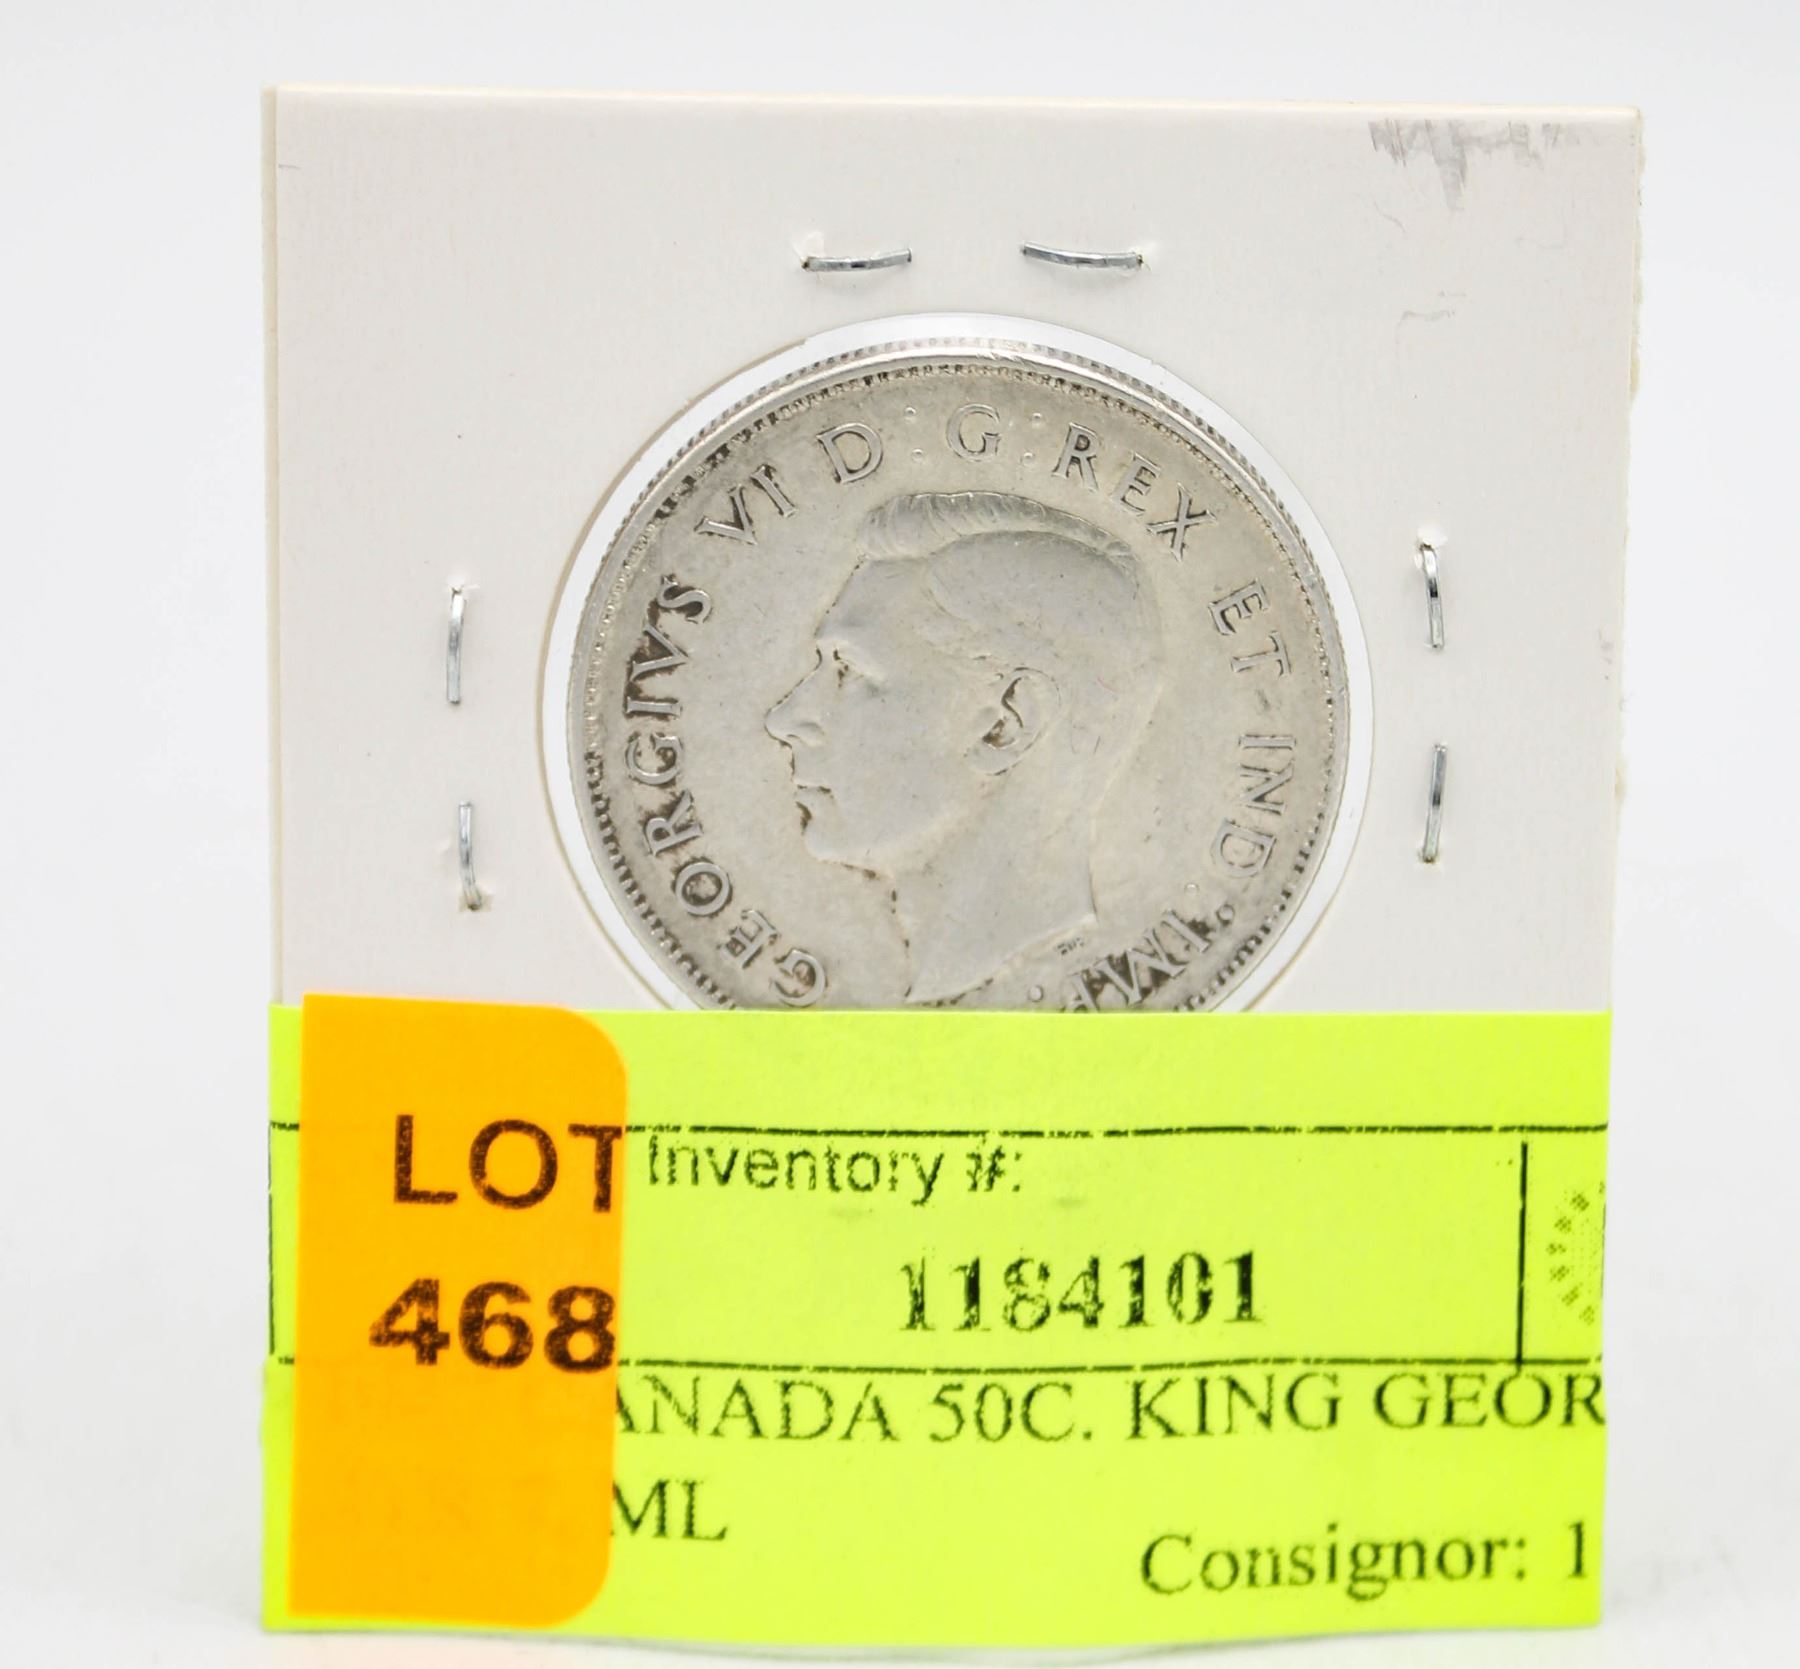 GEORGIVS VI D:G:REX ET IND:IMP:
LOT
468
Inventory #:
1184101
ANADA 50C. KING GEOR
ML
Consignor: 1